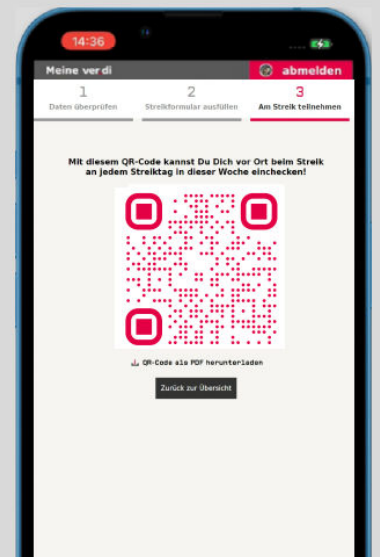 14:36
Meine ver di
abmelden
1
2
3
Daten überprüfen
Streikformular ausfüllen
Am Streik teilnehmen
Mit diesem QR-Code kannst Du Dich vor Ort beim Streik
an jedem Streiktag in dieser Woche einchecken!
QR-Code als PDF herunterladen
Zurück zur Übersicht